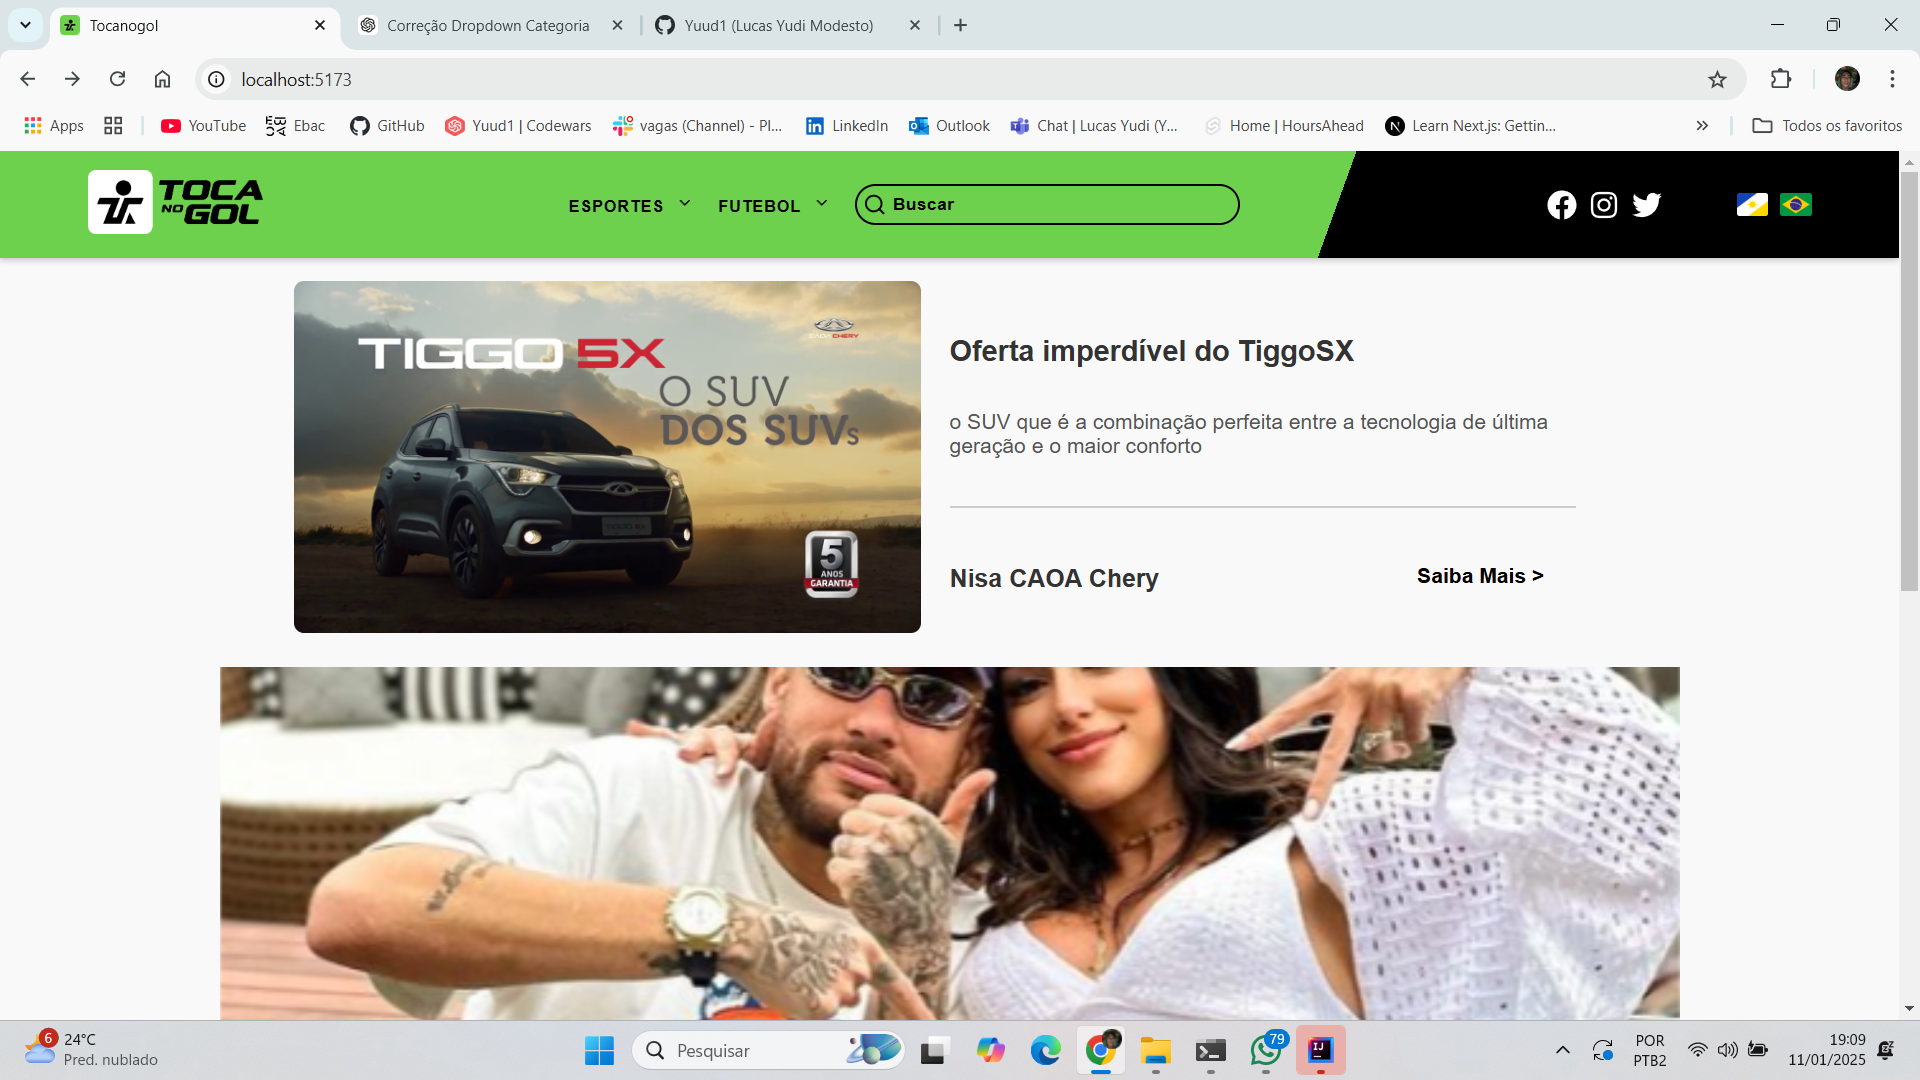 Tocanogol
Correção Dropdown Categoria
Yuud1 (Lucas Yudi Modesto)
localhost:5173
Apps
YouTube
Ebac
GitHub
Yuud1 | Codewars
vagas (Channel) - Pl...
LinkedIn
Outlook
Chat | Lucas Yudi (Y...
Home | HoursAhead
Learn Next.js: Gettin...
Todos os favoritos
TOCA
NO
GOL
ESPORTES
FUTEBOL
Buscar
TIGGO 5X
CHERY
O SUV
DOS SUVs
5
ANOS
GARANTIA
Oferta imperdível do TiggoSX
o SUV que é a combinação perfeita entre a tecnologia de última
geração e o maior conforto
Nisa CAOA Chery
Saiba Mais >
6
24°C
Pred. nublado
Pesquisar
79
IJ
POR
PTB2
19:09
11/01/2025